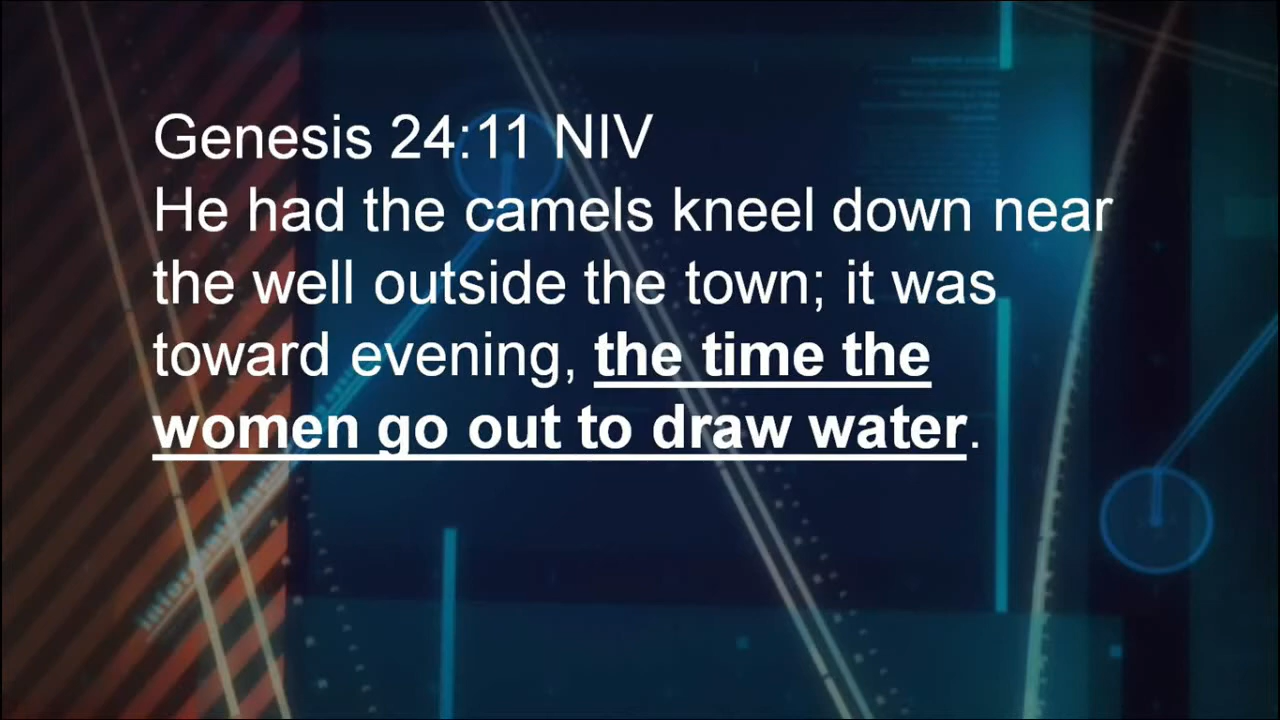 Genesis 24:11 NIV
He had the camels kneel down near
the well outside the town; it was
toward evening, the time the
women go out to draw water.